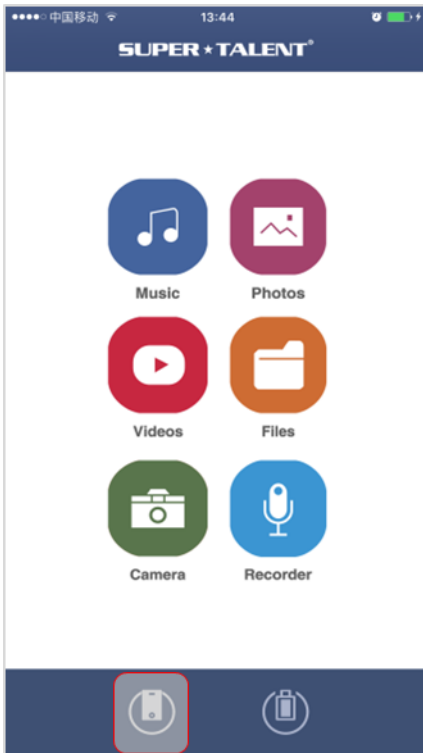 中国移动 13:44
SUPER★TALENT®
Music Photos
Videos Files
Camera Recorder